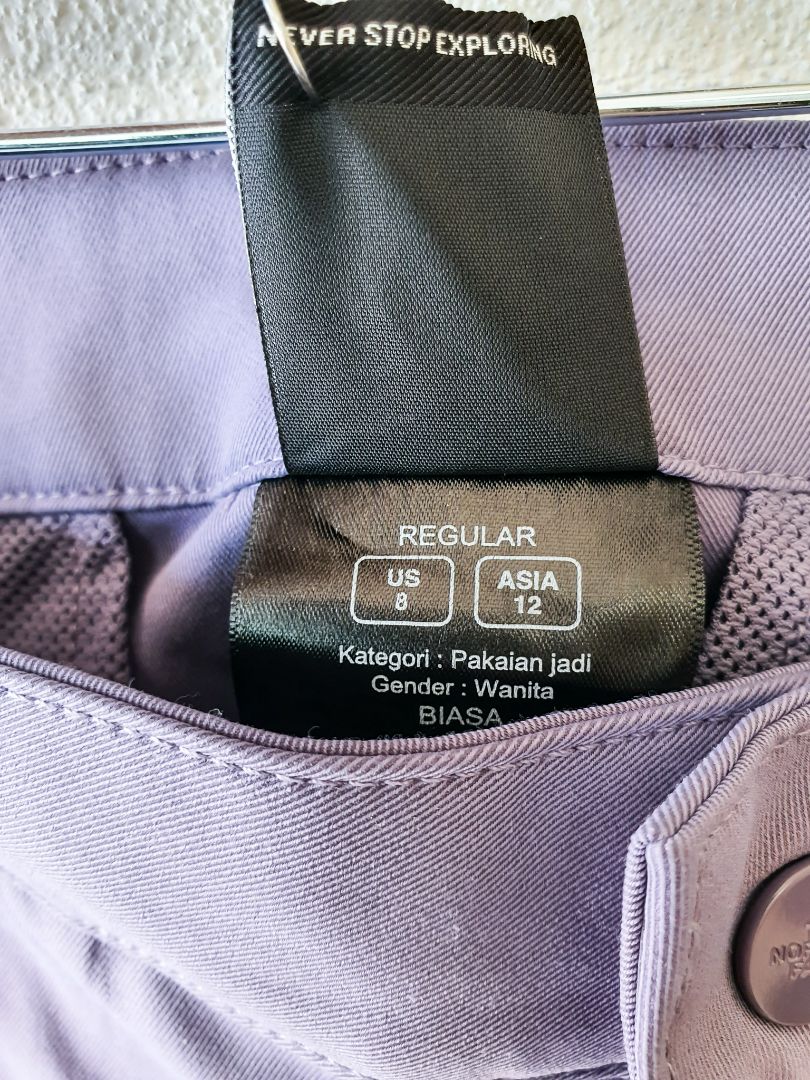 NEVER STOP EXPLORING
REGULAR
US
8
ASIA
12
Kategori : Pakaian jadi
Gender : Wanita
BIASA